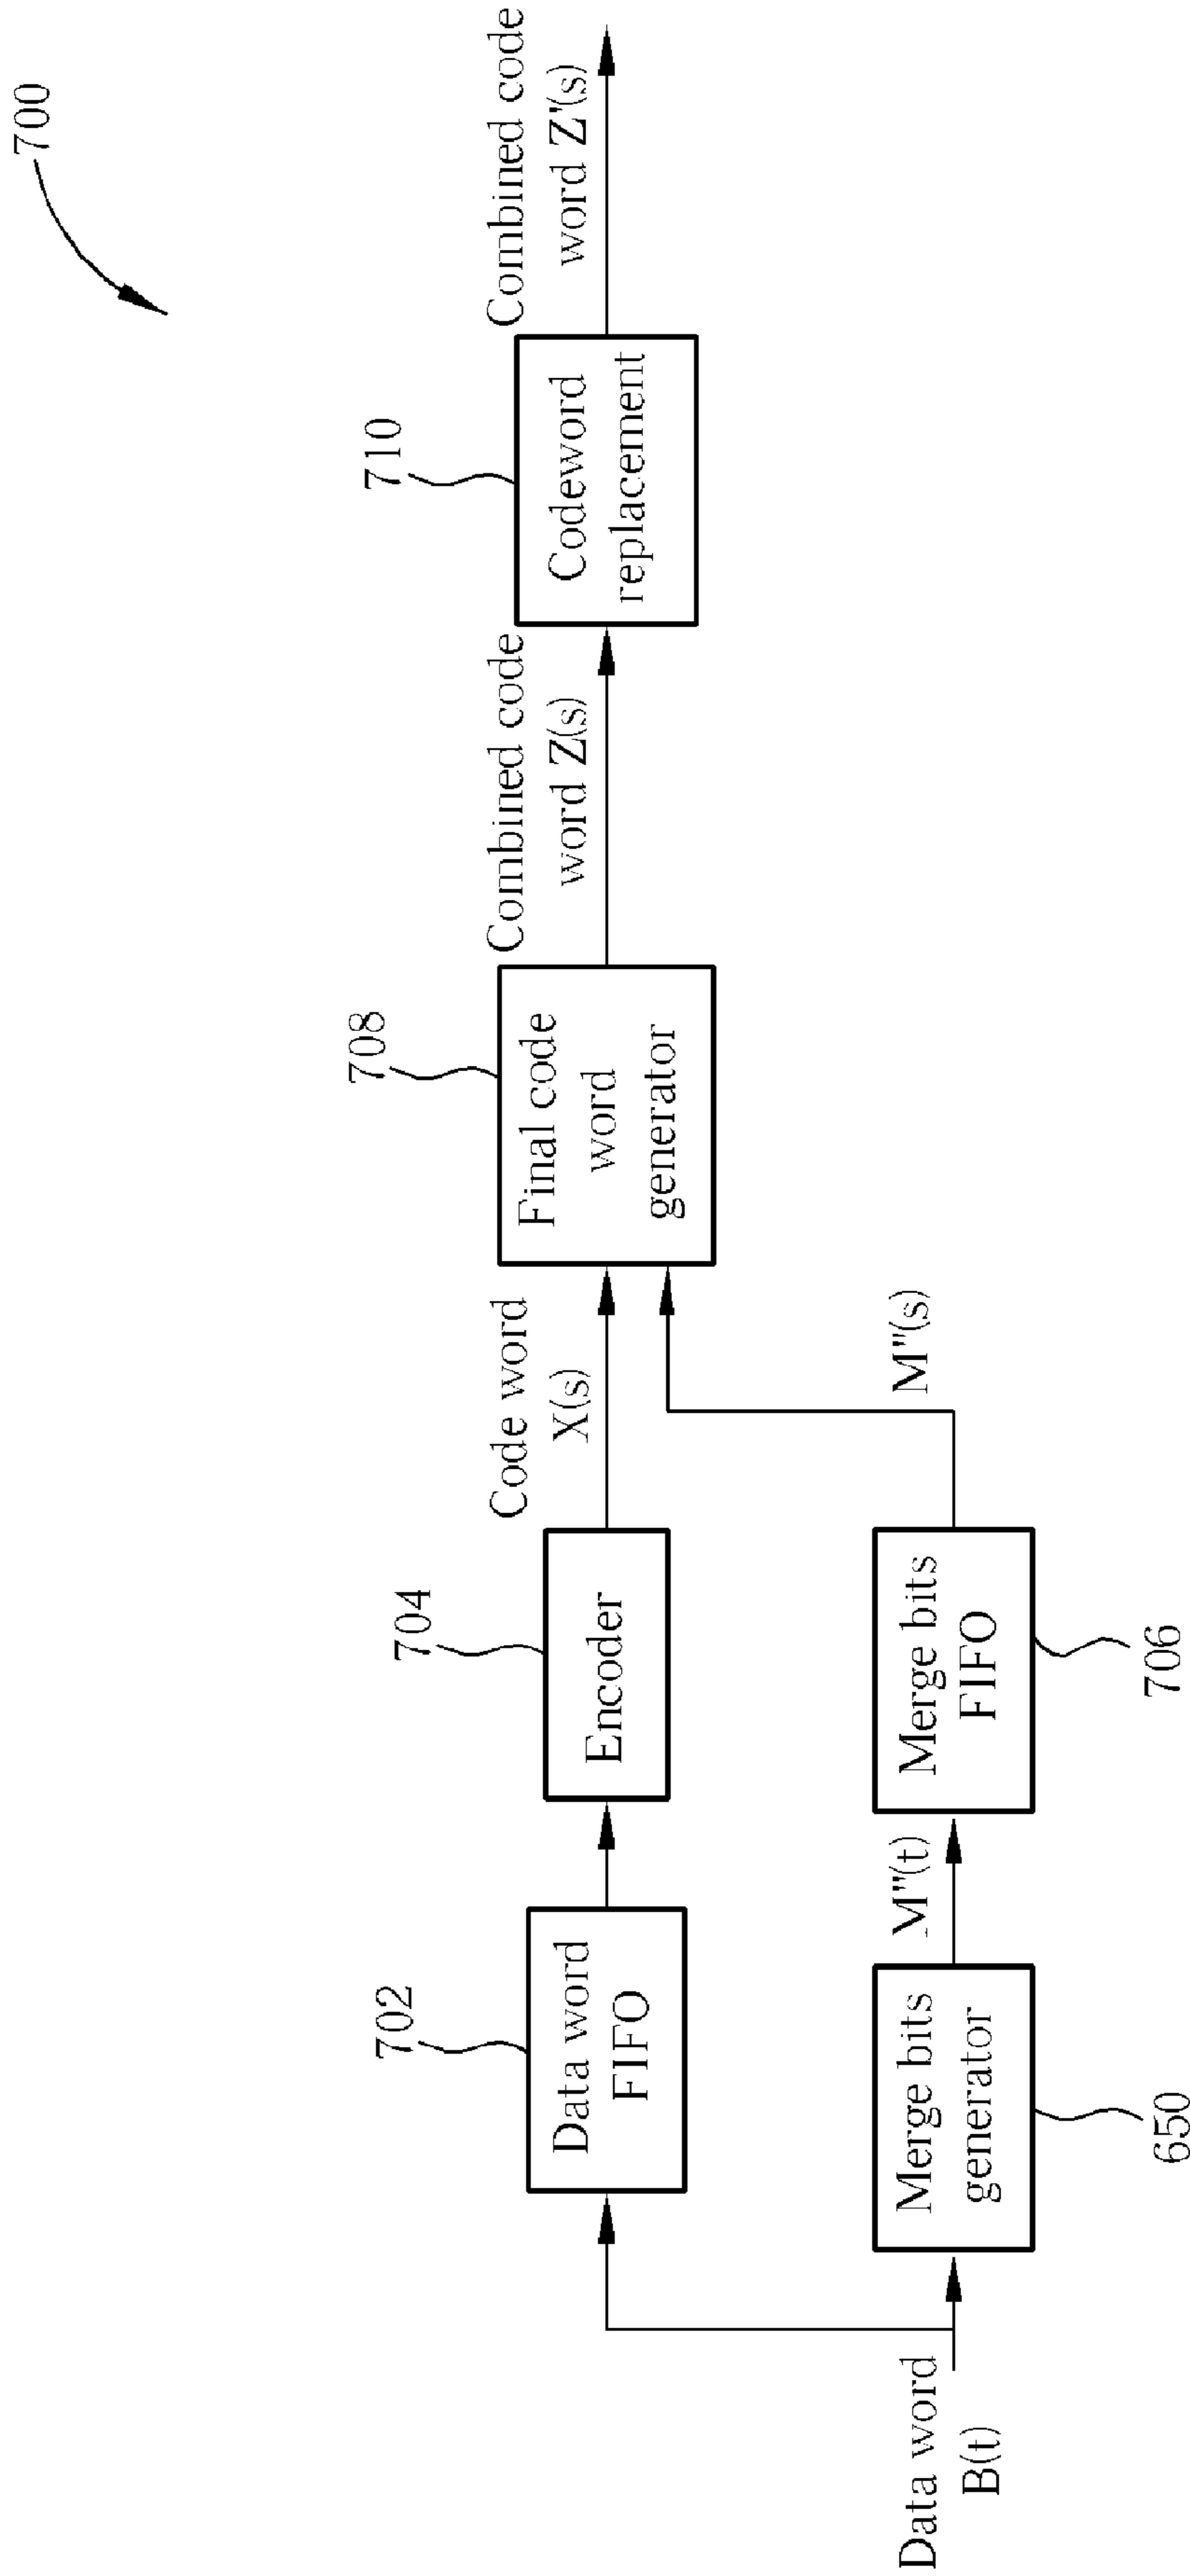 700
Data word
B(t)
702
Data word
FIFO
Merge bits
generator
650
M"(t)
704
Encoder
Merge bits
FIFO
706
Code word
X(s)
M"(s)
708
Final code
word
generator
Combined code
word Z(s)
710
Codeword
replacement
Combined code
word Z'(s)